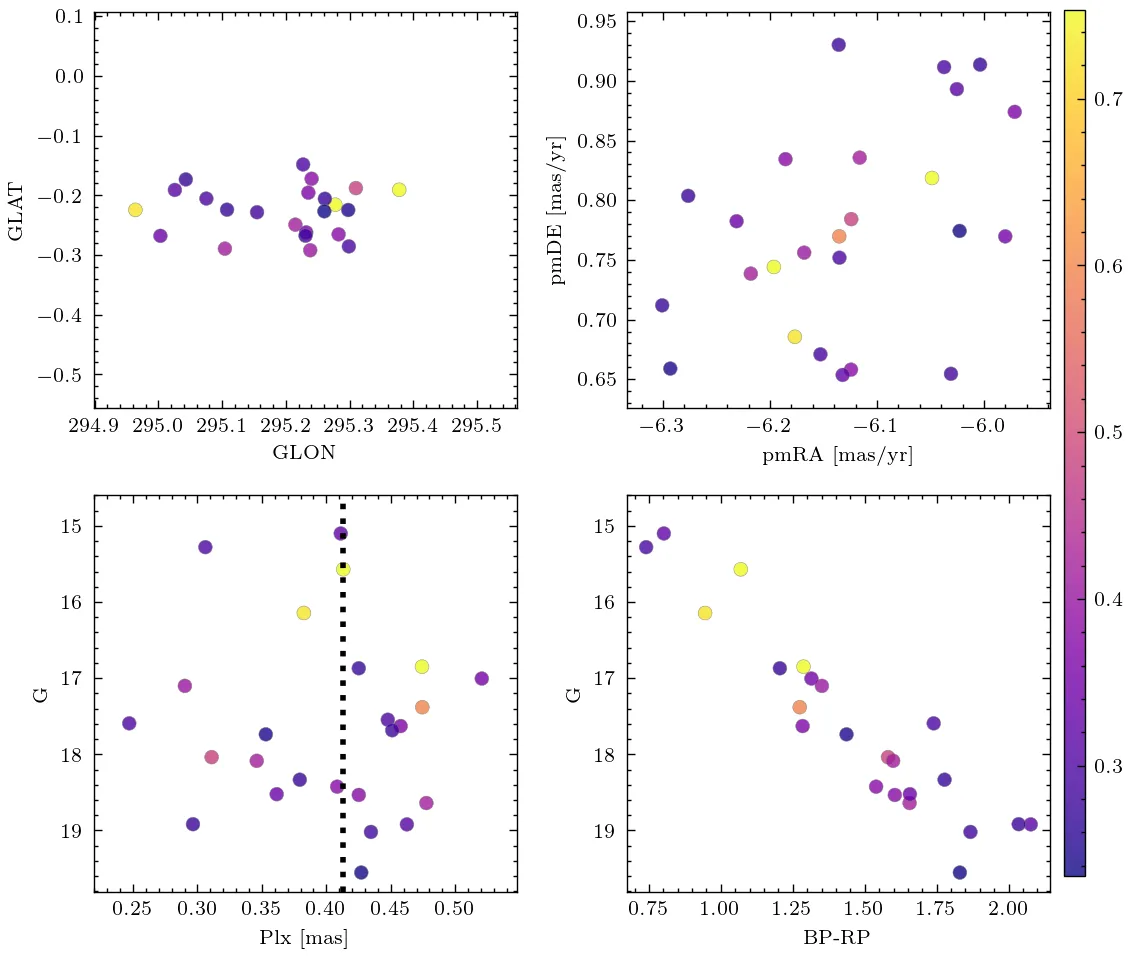 0.1
0.0
−0.1
−0.2
−0.3
−0.4
−0.5
GLAT
294.9 295.0 295.1 295.2 295.3 295.4 295.5
GLON
0.95
0.90
0.85
0.80
0.75
0.70
0.65
pmDE [mas/yr]
−6.3 −6.2 −6.1 −6.0
pmRA [mas/yr]
15
16
17
18
19
G
0.25 0.30 0.35 0.40 0.45 0.50
Plx [mas]
15
16
17
18
19
G
0.75 1.00 1.25 1.50 1.75 2.00
BP-RP
0.7
0.6
0.5
0.4
0.3